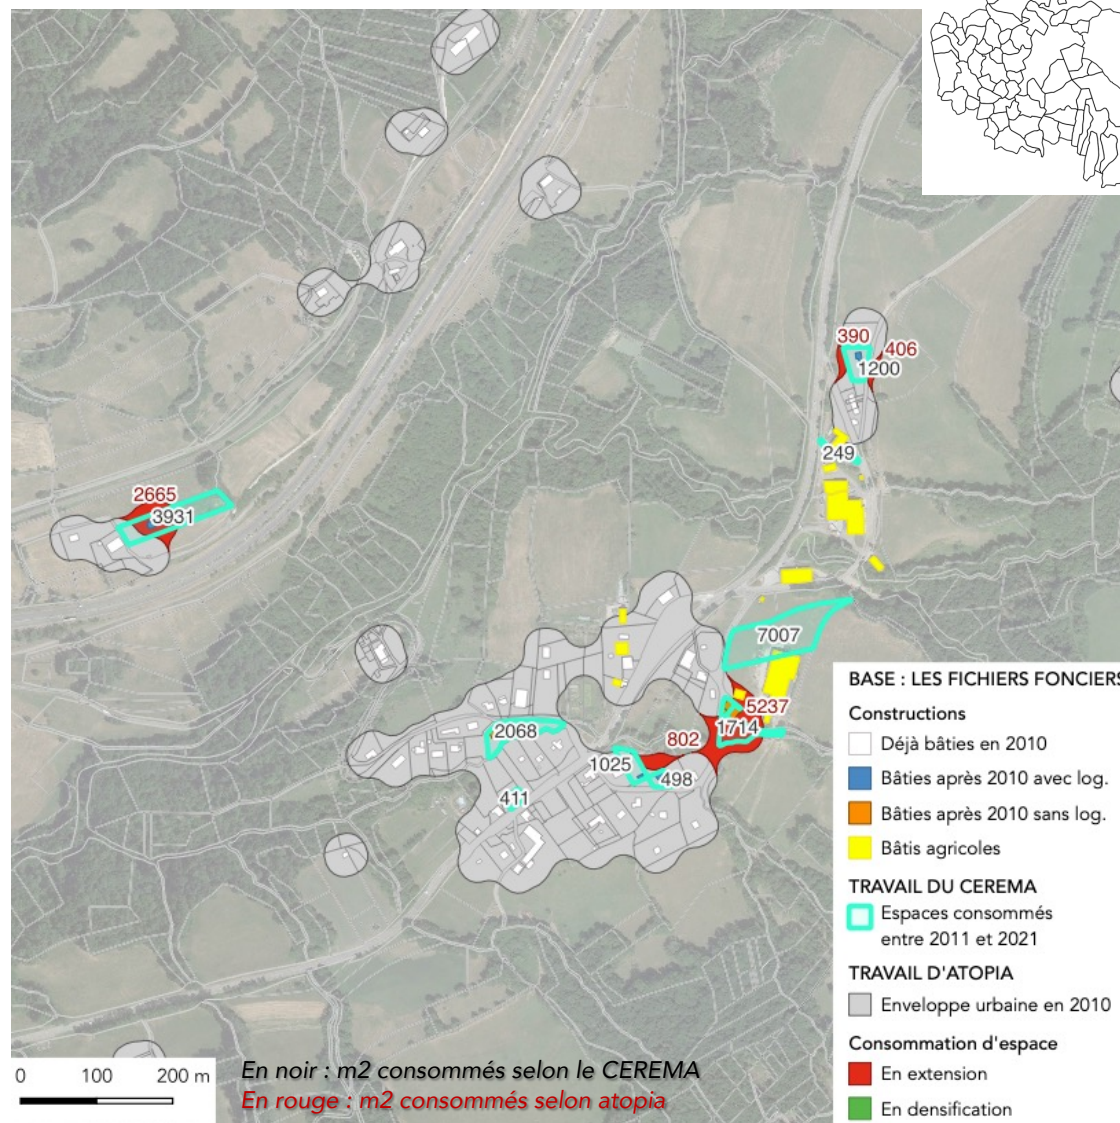 390
406
1200
249
2665
3931
7007
5237
1714
802
2068
1025
498
411
BASE : LES FICHIERS FONCIERS
Constructions
Déjà bâties en 2010
Bâties après 2010 avec log.
Bâties après 2010 sans log.
Bâtis agricoles
TRAVAIL DU CEREMA
Espaces consommés
entre 2011 et 2021
TRAVAIL D'ATOPIA
Enveloppe urbaine en 2010
Consommation d'espace
En extension
En densification
0 100 200 m
En noir : m2 consommés selon le CEREMA
En rouge : m2 consommés selon atopia